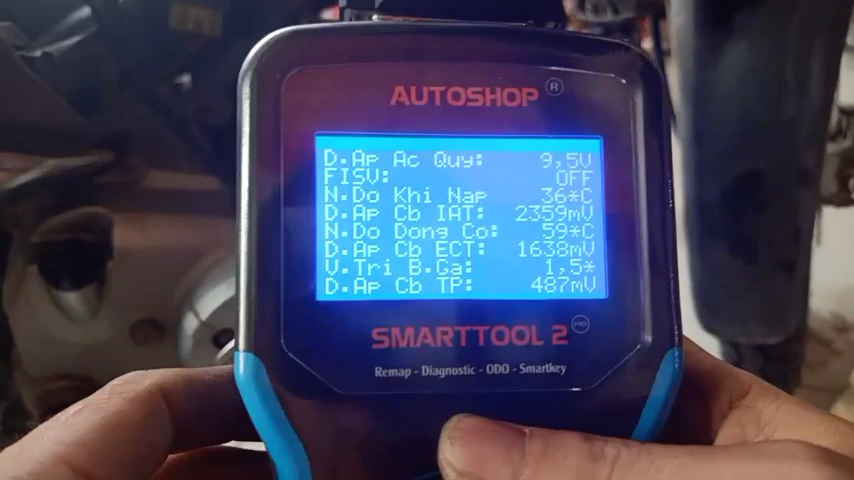 AUTOSHOP ®
D.Ap Ac Quy: 9,5V
FISV: OFF
N.Do Khi Nap 36*C
D.Ap Cb IAT: 2359mV
N.Do Dong Co: 59*C
D.Ap Cb ECT: 1638mV
V.Tri B.Ga: 1,5*
D.Ap Cb TP: 487mV
SMARTTOOL 2 PRO
Remap - Diagnostic - ODO - Smartkey